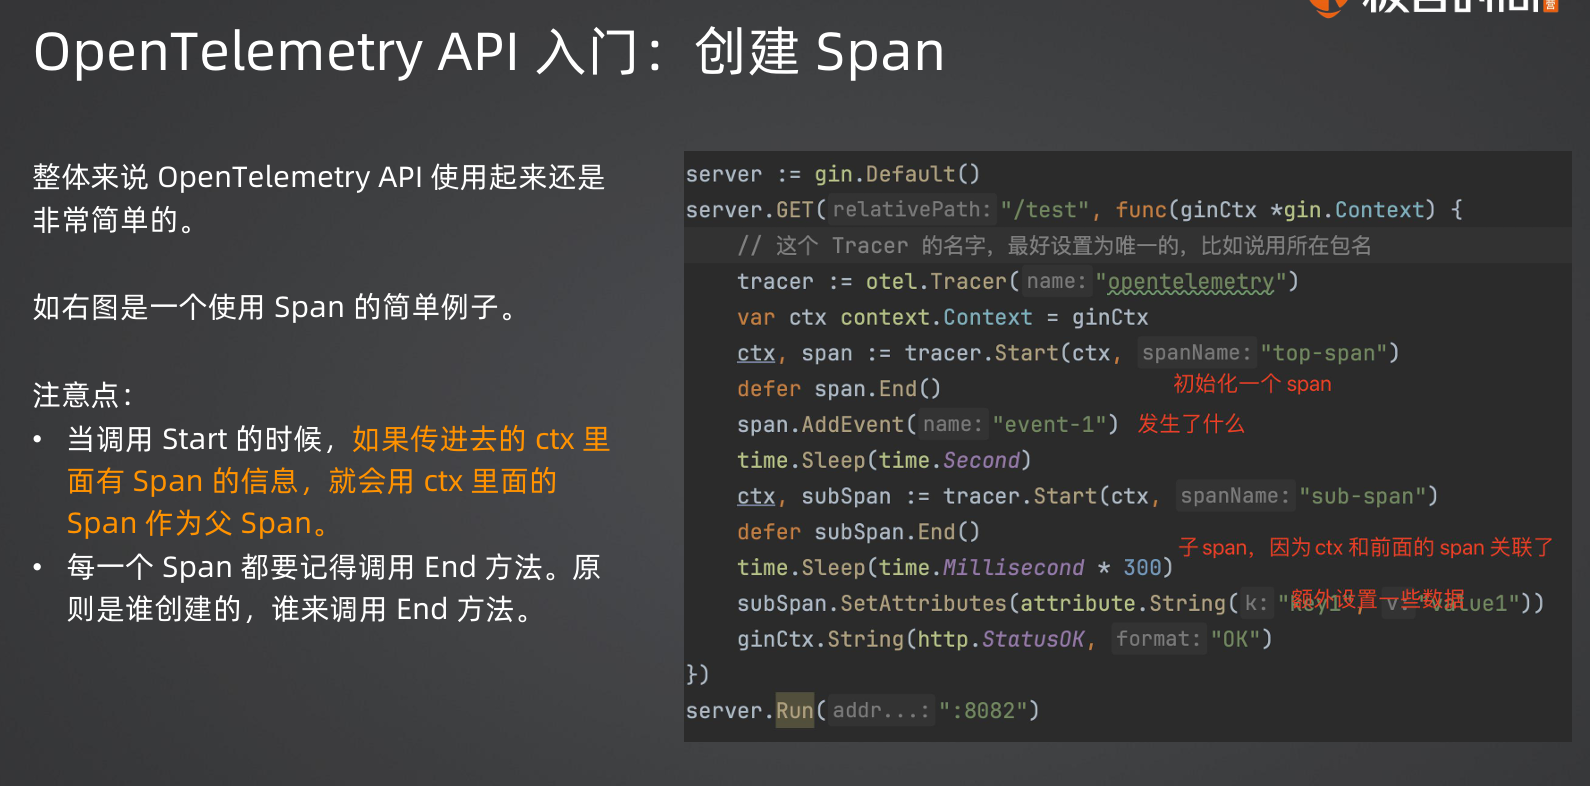 OpenTelemetry API 入门：创建 Span
整体来说 OpenTelemetry API 使用起来还是
非常简单的。
如右图是一个使用 Span 的简单例子。
注意点：
• 当调用 Start 的时候，如果传进去的 ctx 里
面有 Span 的信息，就会用 ctx 里面的
Span 作为父 Span。
• 每一个 Span 都要记得调用 End 方法。原
则是谁创建的，谁来调用 End 方法。
server := gin.Default()
server.GET( relativePath: "/test", func(ginCtx *gin.Context) {
// 这个 Tracer 的名字，最好设置为唯一的，比如说用所在包名
tracer := otel.Tracer( name: "opentelemetry")
var ctx context.Context = ginCtx
ctx, span := tracer.Start(ctx, spanName: "top-span")
defer span.End() 初始化一个 span
span.AddEvent( name: "event-1") 发生了什么
time.Sleep(time.Second)
ctx, subSpan := tracer.Start(ctx, spanName: "sub-span")
defer subSpan.End()
子 span，因为 ctx 和前面的 span 关联了
time.Sleep(time.Millisecond * 300)
额外设置一些数据
subSpan.SetAttributes(attribute.String( k: "key1", v: "value1"))
ginCtx.String(http.StatusOK, format: "OK")
})
server.Run( addr...: ":8082")